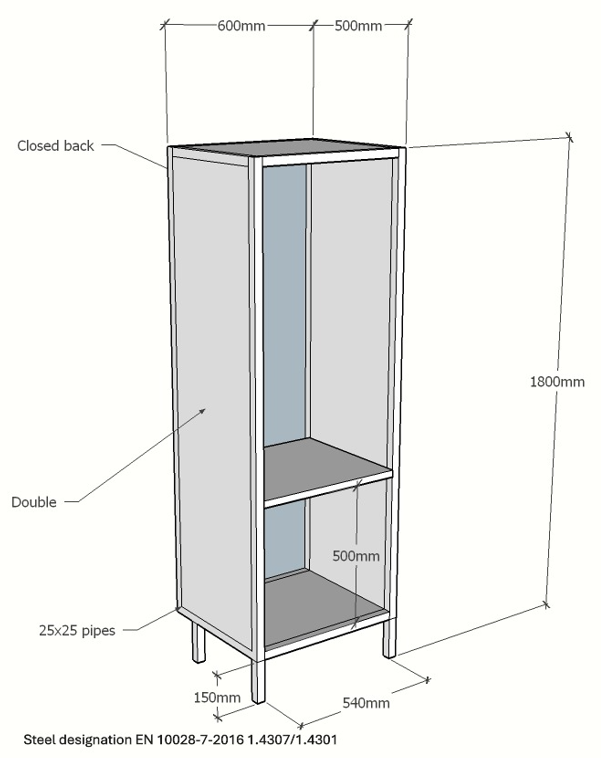 600mm
500mm
Closed back
1800mm
Double
500mm
25x25 pipes
150mm
540mm
Steel designation EN 10028-7-2016 1.4307/1.4301